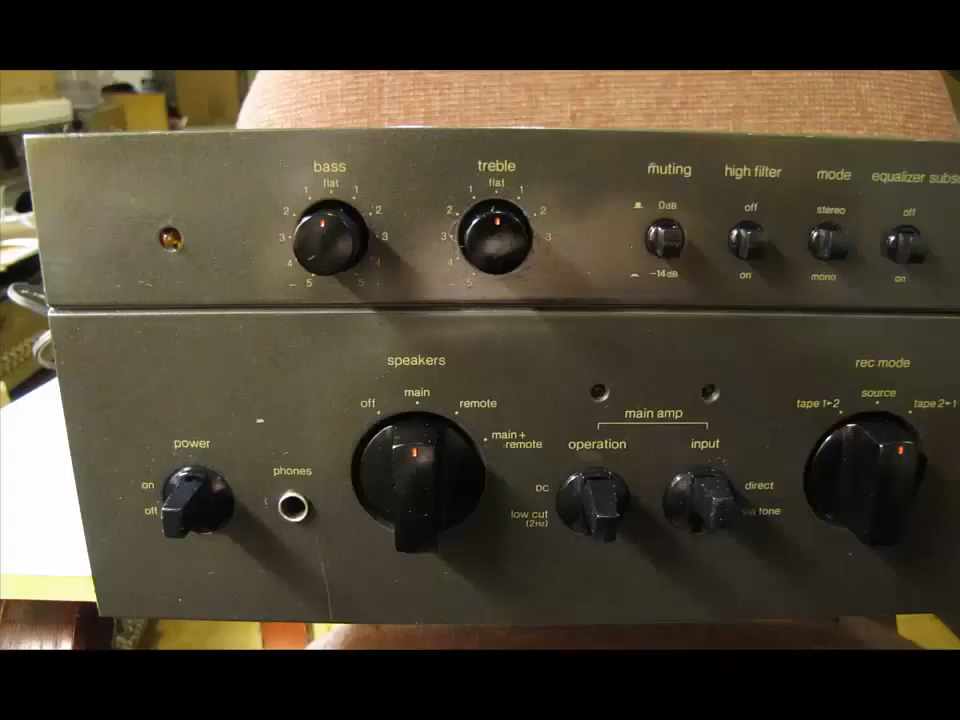 bass
flat
1 1
2 2
3 3
4 4
– 5 5
treble
flat
1 1
2 2
3 3
4 4
– 5 5
muting
0dB
–14dB
high filter
off
on
mode
stereo
mono
equalizer subso
off
on
power
on
off
phones
speakers
off
main
remote
main+
remote
main amp
operation
DC
low cut
(2Hz)
input
direct
via tone
rec mode
tape 1▸2
source
tape 2▸1